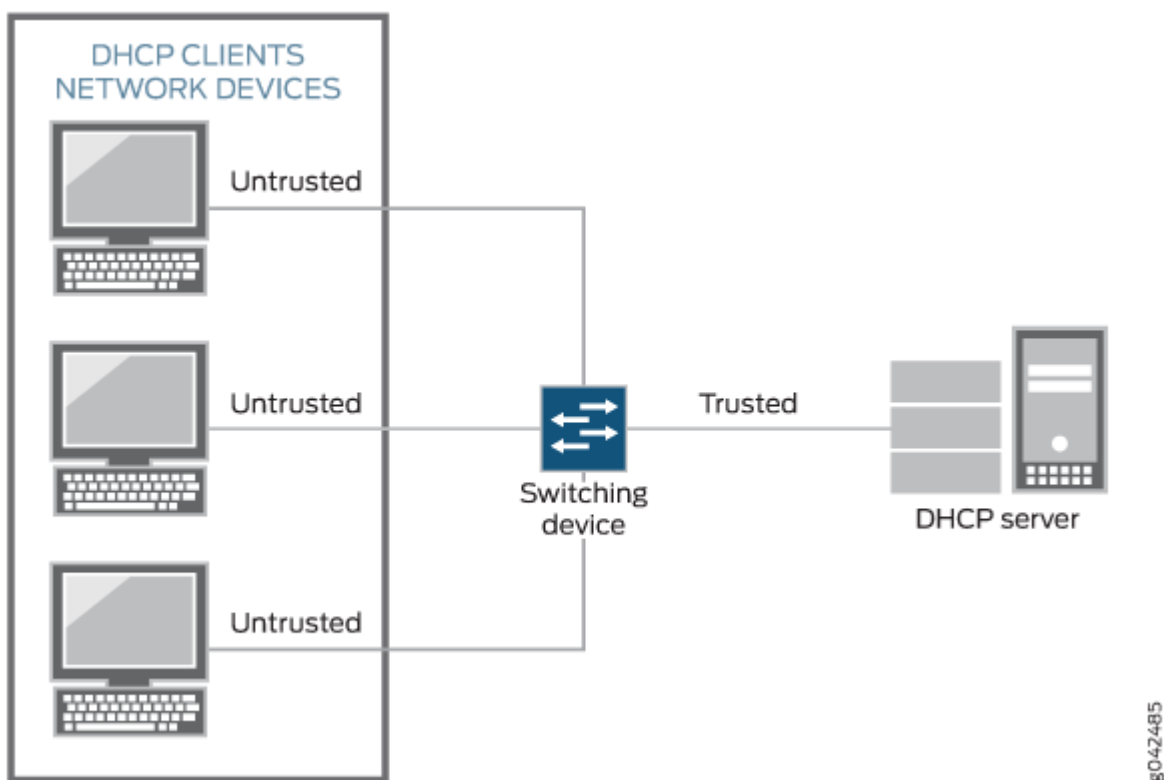 DHCP CLIENTS
NETWORK DEVICES
Untrusted
Untrusted
Trusted
Switching
device
DHCP server
Untrusted
g042485